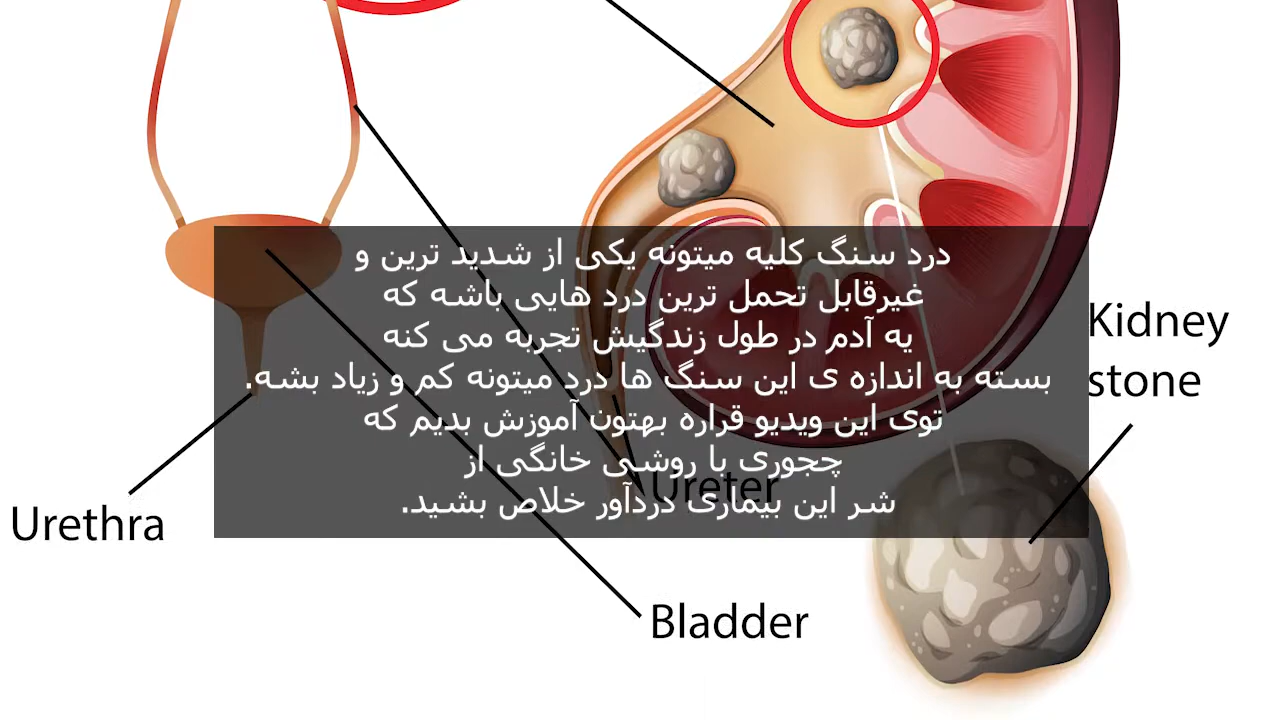 درد سنگ کلیه میتونه یکی از شدید ترین و
غیرقابل تحمل ترین درد هایی باشه که
یه آدم در طول زندگیش تجربه می کنه
بسته به اندازه ی این سنگ ها درد میتونه کم و زیاد بشه.
توی این ویدیو قراره بهتون آموزش بدیم که
چجوری با روشی خانگی از
شر این بیماری دردآور خلاص بشید.
Kidney
stone
Ureter
Urethra
Bladder